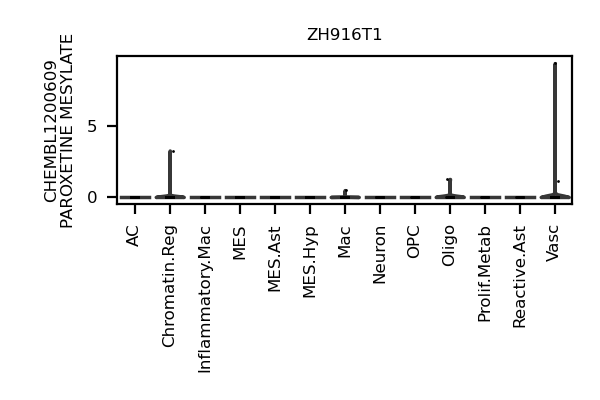 ZH916T1
CHEMBL1200609
PAROXETINE MESYLATE
5
0
AC
Chromatin.Reg
Inflammatory.Mac
MES
MES.Ast
MES.Hyp
Mac
Neuron
OPC
Oligo
Prolif.Metab
Reactive.Ast
Vasc